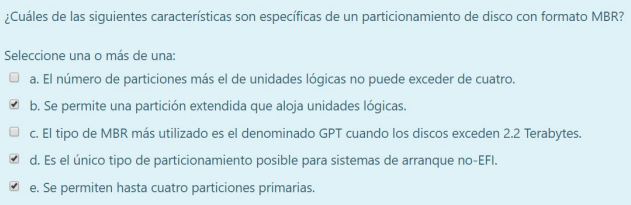 ¿Cuáles de las siguientes características son específicas de un particionamiento de disco con formato MBR?
Seleccione una o más de una:
a. El número de particiones más el de unidades lógicas no puede exceder de cuatro.
b. Se permite una partición extendida que aloja unidades lógicas.
c. El tipo de MBR más utilizado es el denominado GPT cuando los discos exceden 2.2 Terabytes.
d. Es el único tipo de particionamiento posible para sistemas de arranque no-EFI.
e. Se permiten hasta cuatro particiones primarias.